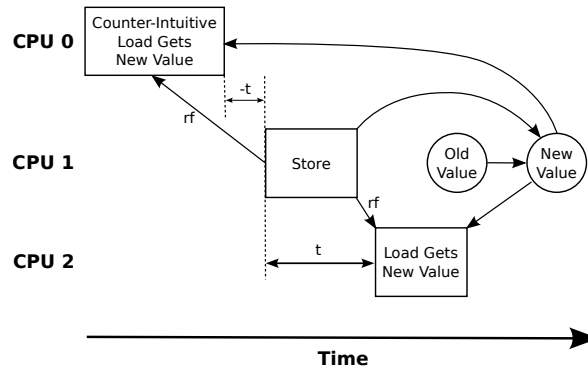 Counter-Intuitive
CPU 0
Load Gets
New Value
-t
rf
CPU 1
Store
Old
Value
New
Value
rf
CPU 2
t
Load Gets
New Value
Time